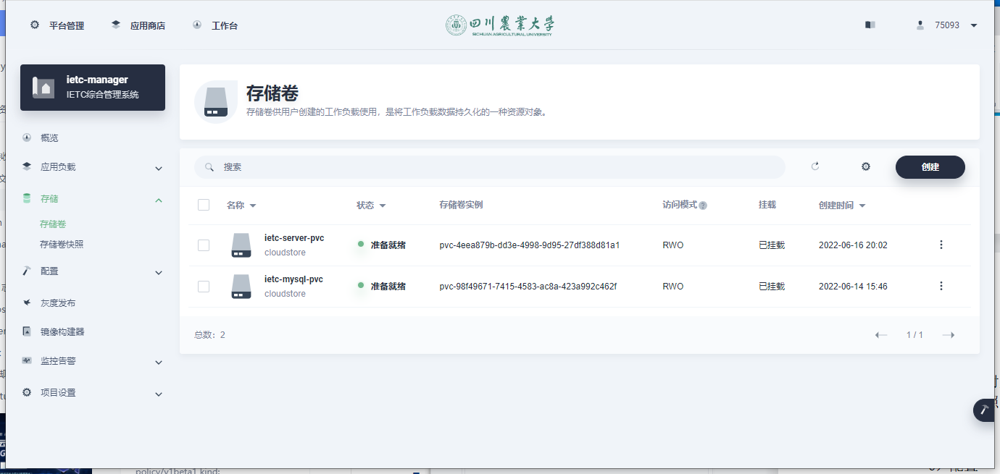 平台管理 应用商店 工作台 四川農業大学 75093
SICHUAN AGRICULTURAL UNIVERSITY
ietc-manager
IETC综合管理系统
概览
应用负载
存储
存储卷
存储卷快照
配置
灰度发布
镜像构建器
监控告警
项目设置
存储卷
存储卷供用户创建的工作负载使用，是将工作负载数据持久化的一种资源对象。
搜索 创建
名称 状态 存储卷实例 访问模式 ? 挂载 创建时间
ietc-server-pvc
cloudstore
准备就绪 pvc-4eea879b-dd3e-4998-9d95-27df388d81a1 RWO 已挂载 2022-06-16 20:02
ietc-mysql-pvc
cloudstore
准备就绪 pvc-98f49671-7415-4583-ac8a-423a992c462f RWO 已挂载 2022-06-14 15:46
总数：2 1 / 1
policy/v1beta1 kind: